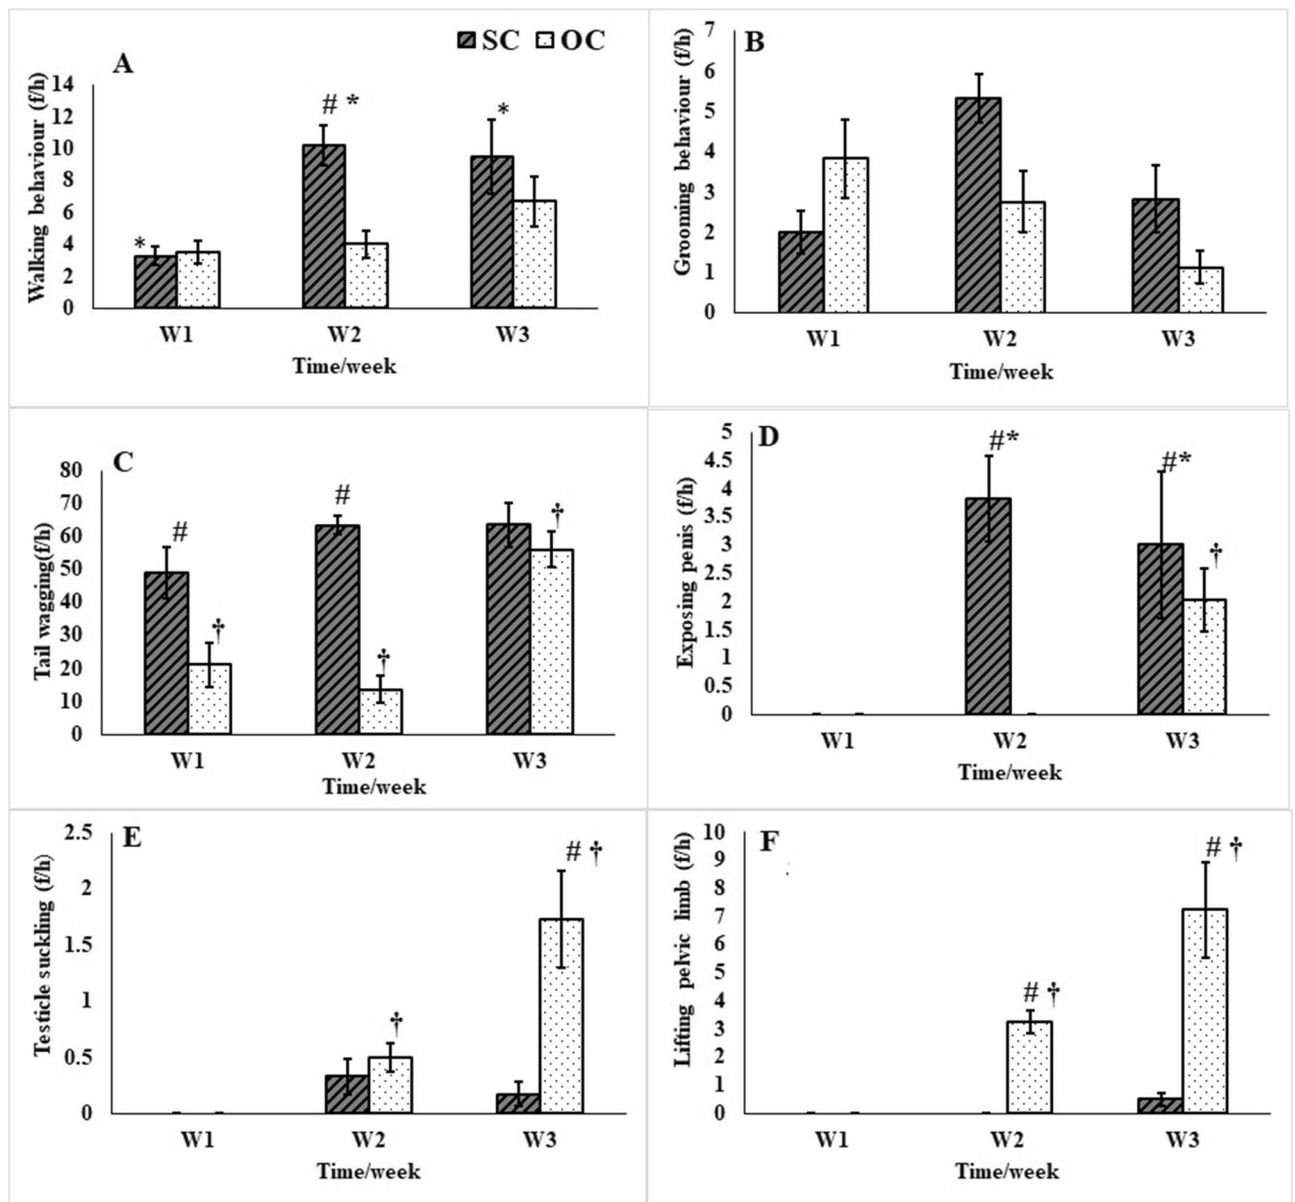 A
SC OC
Walking behaviour (f/h)
14
12
10
8
6
4
2
0
*
# *
*
W1 W2 W3
Time/week
B
Grooming behaviour (f/h)
7
6
5
4
3
2
1
0
W1 W2 W3
Time/week
C
Tail wagging(f/h)
80
70
60
50
40
30
20
10
0
#
†
#
†
†
W1 W2 W3
Time/week
D
Exposing penis (f/h)
5
4.5
4
3.5
3
2.5
2
1.5
1
0.5
0
#*
#*
†
W1 W2 W3
Time/week
E
Testicle suckling (f/h)
2.5
2
1.5
1
0.5
0
†
# †
W1 W2 W3
Time/week
F
Lifting pelvic limb (f/h)
10
9
8
7
6
5
4
3
2
1
0
# †
# †
W1 W2 W3
Time/week